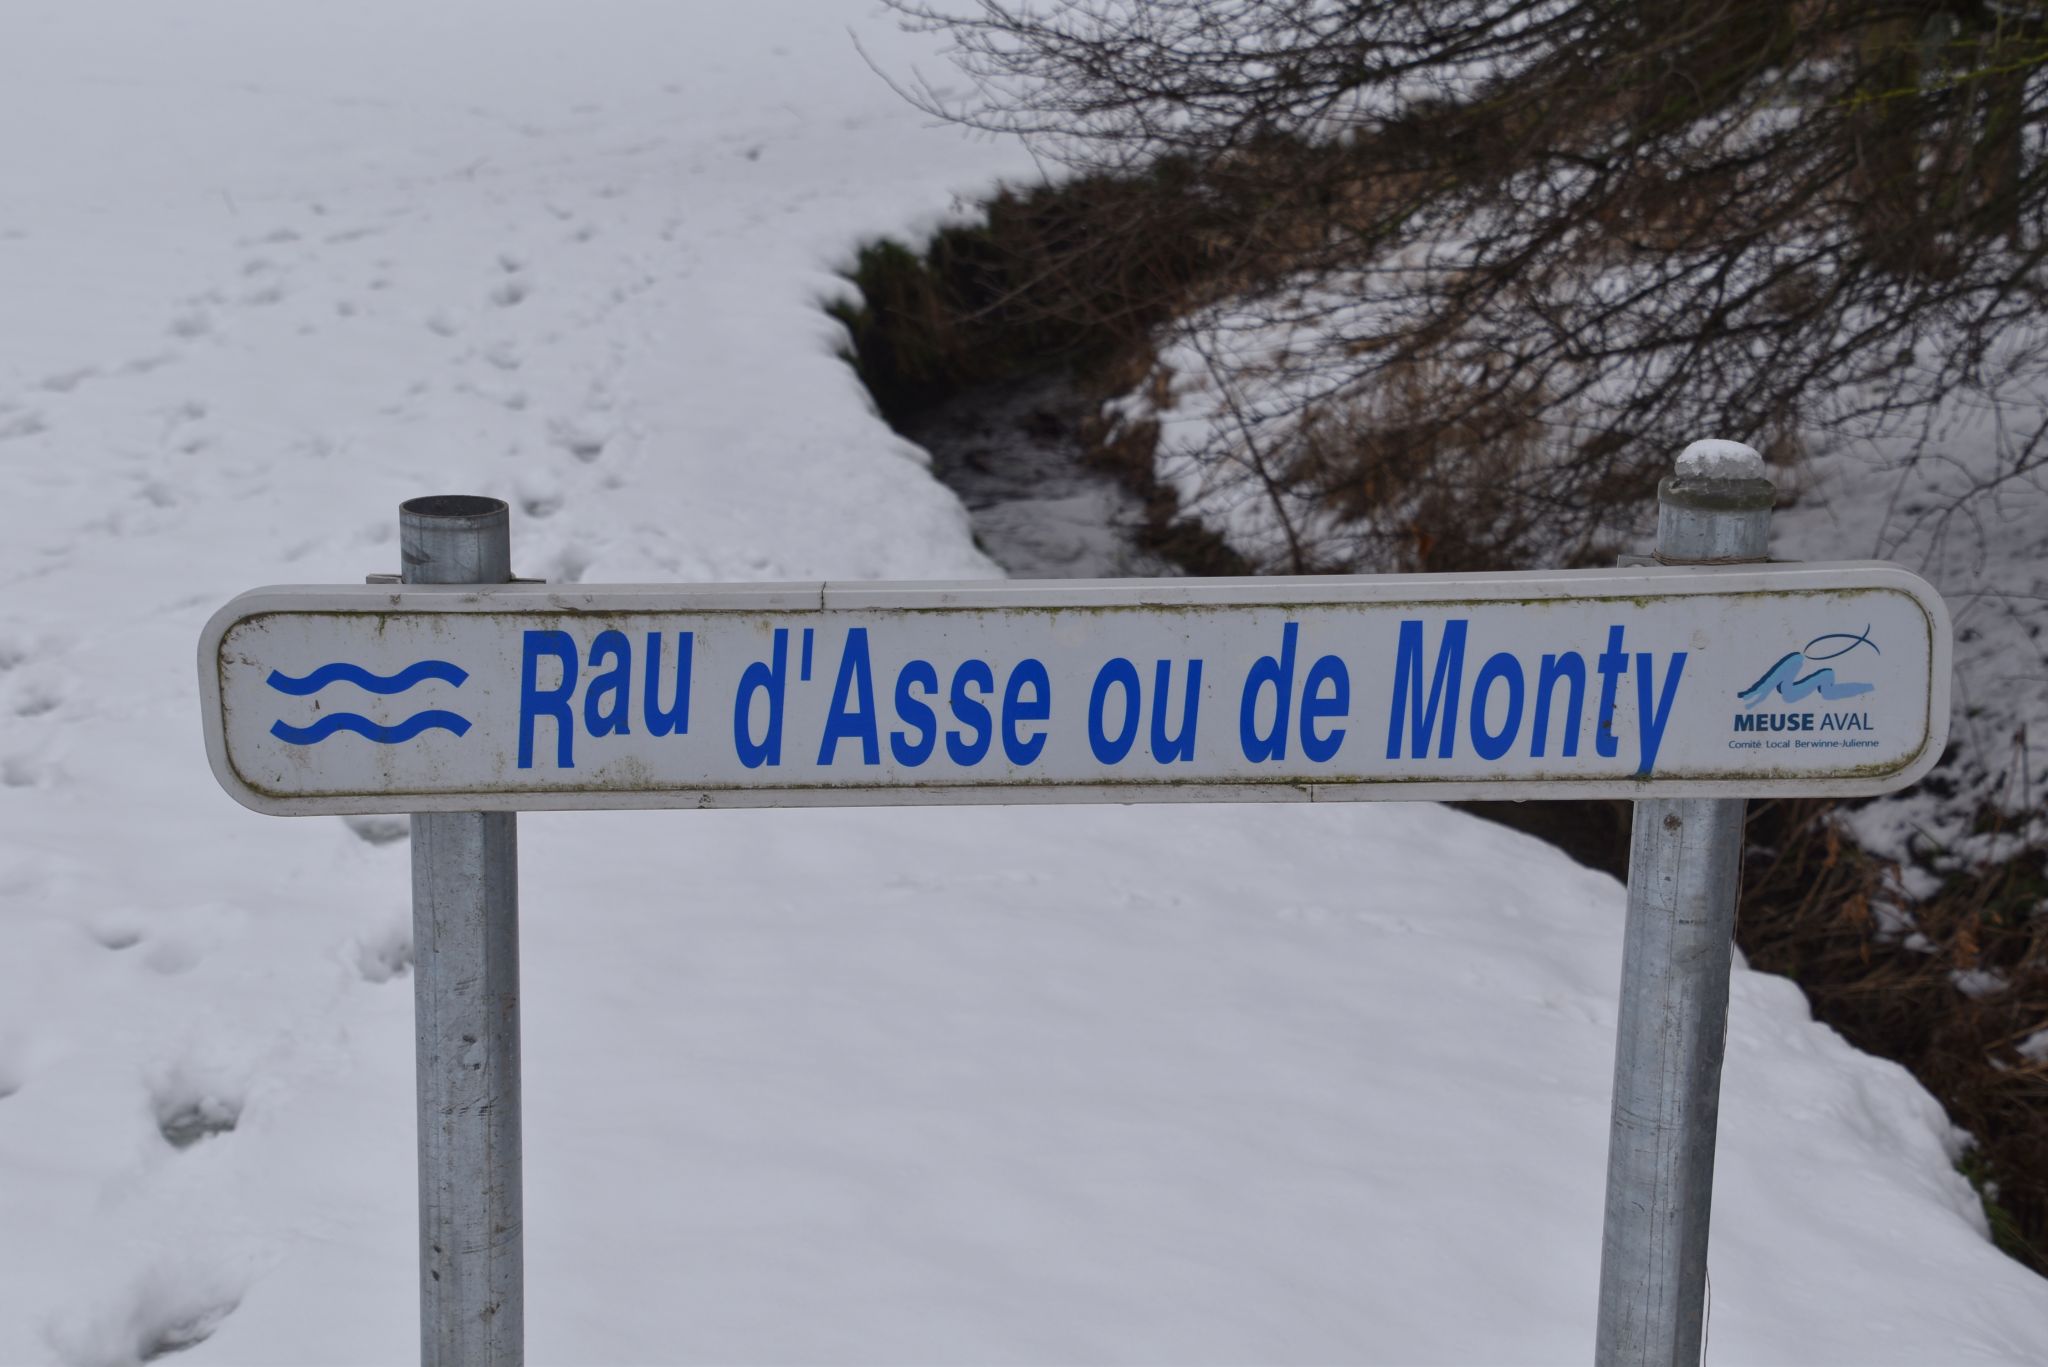 Rau d'Asse ou de Monty
MEUSE AVAL
Comité Local Berwinne-Julienne